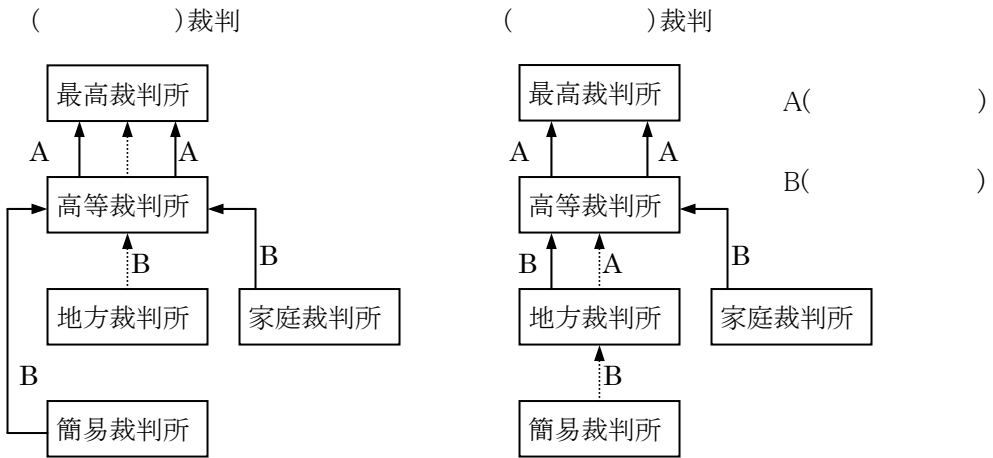 (　　　　　)裁判
最高裁判所
A
A
高等裁判所
B
B
地方裁判所
家庭裁判所
B
簡易裁判所
(　　　　　)裁判
最高裁判所
A
A
高等裁判所
B
A
B
地方裁判所
家庭裁判所
B
簡易裁判所
A(　　　　　　)
B(　　　　　　)